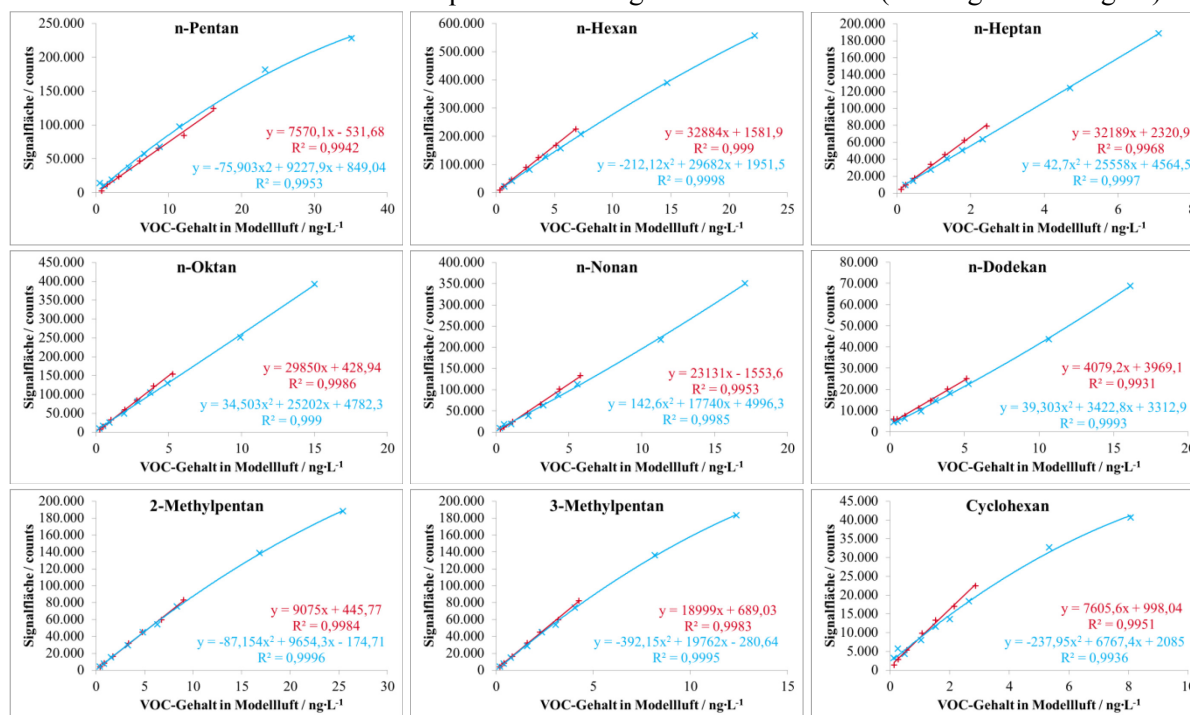 n-Pentan
Signalfläche / counts
250.000
200.000
150.000
100.000
50.000
0
y = 7570,1x - 531,68
R² = 0,9942
y = -75,903x2 + 9227,9x + 849,04
R² = 0,9953
0 10 20 30 40
VOC-Gehalt in Modellluft / ng·L⁻¹
n-Hexan
Signalfläche / counts
600.000
500.000
400.000
300.000
200.000
100.000
0
y = 32884x + 1581,9
R² = 0,999
y = -212,12x² + 29682x + 1951,5
R² = 0,9998
0 5 10 15 20 25
VOC-Gehalt in Modellluft / ng·L⁻¹
n-Heptan
Signalfläche / counts
200.000
180.000
160.000
140.000
120.000
100.000
80.000
60.000
40.000
20.000
0
y = 32189x + 2320,9
R² = 0,9968
y = 42,7x² + 25558x + 4564,5
R² = 0,9997
0 2 4 6 8
VOC-Gehalt in Modellluft / ng·L⁻¹
n-Oktan
Signalfläche / counts
450.000
400.000
350.000
300.000
250.000
200.000
150.000
100.000
50.000
0
y = 29850x + 428,94
R² = 0,9986
y = 34,503x² + 25202x + 4782,3
R² = 0,999
0 5 10 15 20
VOC-Gehalt in Modellluft / ng·L⁻¹
n-Nonan
Signalfläche / counts
400.000
350.000
300.000
250.000
200.000
150.000
100.000
50.000
0
y = 23131x - 1553,6
R² = 0,9953
y = 142,6x² + 17740x + 4996,3
R² = 0,9985
0 5 10 15 20
VOC-Gehalt in Modellluft / ng·L⁻¹
n-Dodekan
Signalfläche / counts
80.000
70.000
60.000
50.000
40.000
30.000
20.000
10.000
0
y = 4079,2x + 3969,1
R² = 0,9931
y = 39,303x² + 3422,8x + 3312,9
R² = 0,9993
0 5 10 15 20
VOC-Gehalt in Modellluft / ng·L⁻¹
2-Methylpentan
Signalfläche / counts
200.000
180.000
160.000
140.000
120.000
100.000
80.000
60.000
40.000
20.000
0
y = 9075x + 445,77
R² = 0,9984
y = -87,154x² + 9654,3x - 174,71
R² = 0,9996
0 5 10 15 20 25 30
VOC-Gehalt in Modellluft / ng·L⁻¹
3-Methylpentan
Signalfläche / counts
200.000
180.000
160.000
140.000
120.000
100.000
80.000
60.000
40.000
20.000
0
y = 18999x + 689,03
R² = 0,9983
y = -392,15x² + 19762x - 280,64
R² = 0,9995
0 5 10 15
VOC-Gehalt in Modellluft / ng·L⁻¹
Cyclohexan
Signalfläche / counts
45.000
40.000
35.000
30.000
25.000
20.000
15.000
10.000
5.000
0
y = 7605,6x + 998,04
R² = 0,9951
y = -237,95x² + 6767,4x + 2085
R² = 0,9936
0 2 4 6 8 10
VOC-Gehalt in Modellluft / ng·L⁻¹